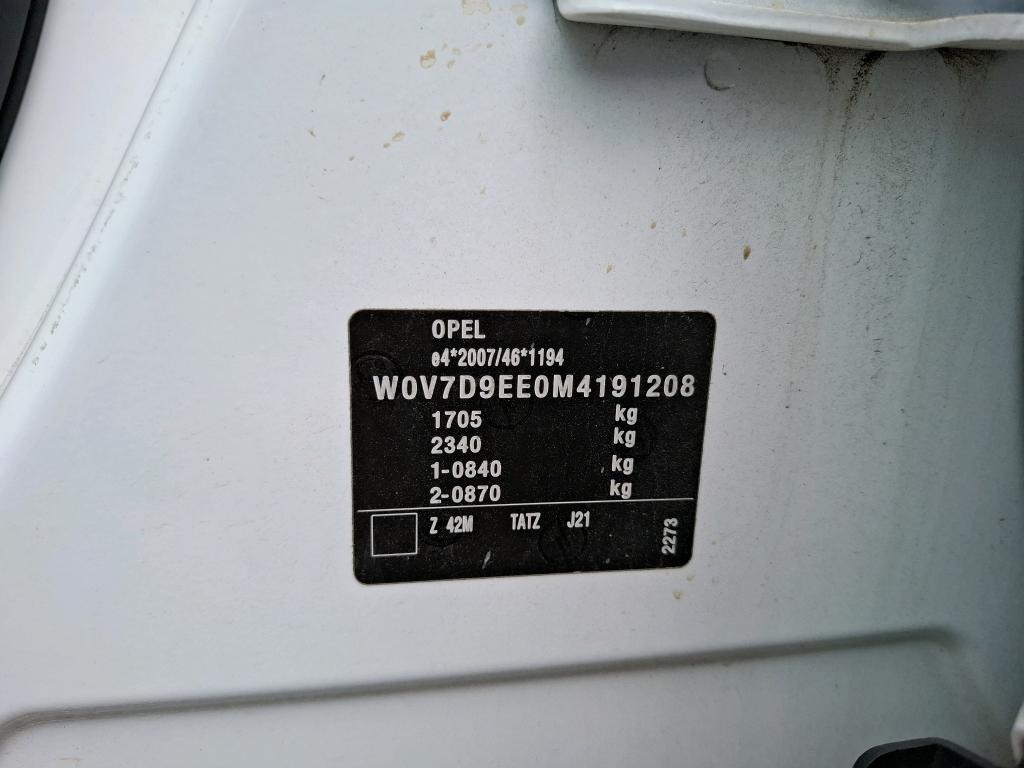 OPEL
e4*2007/46*1194
W0V7D9EE0M4191208
1705 kg
2340 kg
1-0840 kg
2-0870 kg
Z 42M TATZ J21
2273